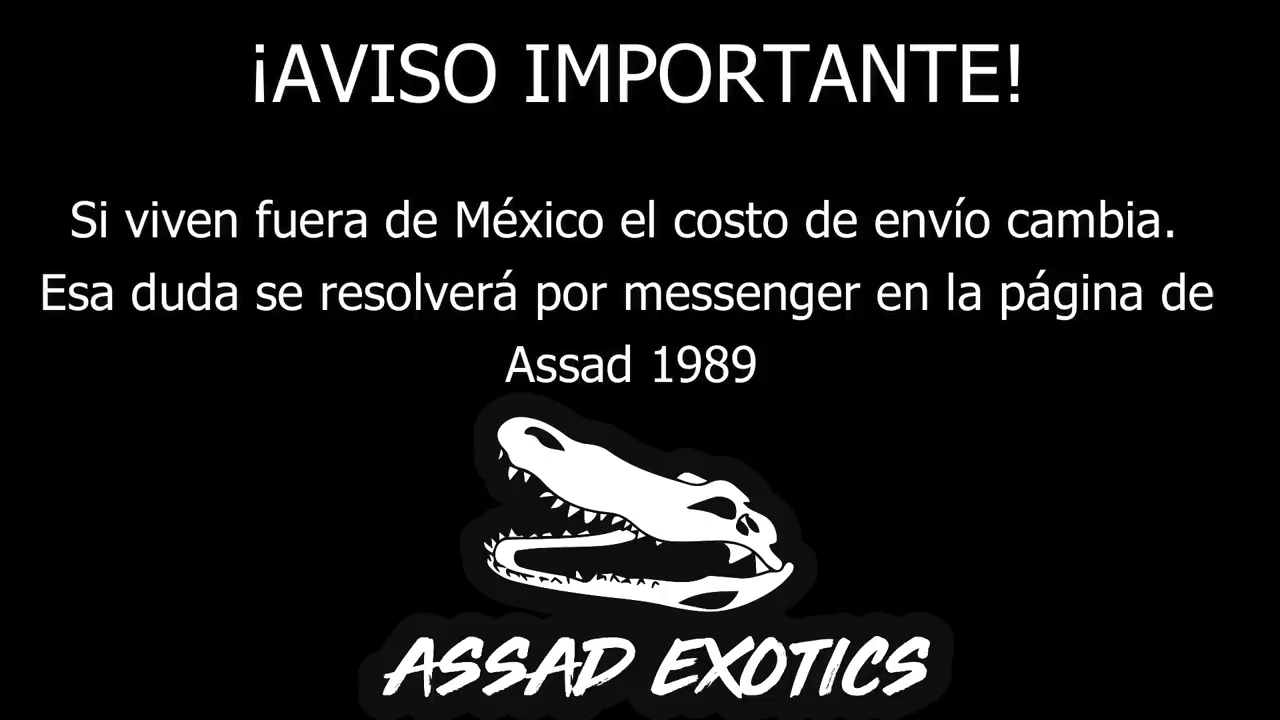 ¡AVISO IMPORTANTE!
Si viven fuera de México el costo de envío cambia.
Esa duda se resolverá por messenger en la página de
Assad 1989
ASSAD EXOTICS